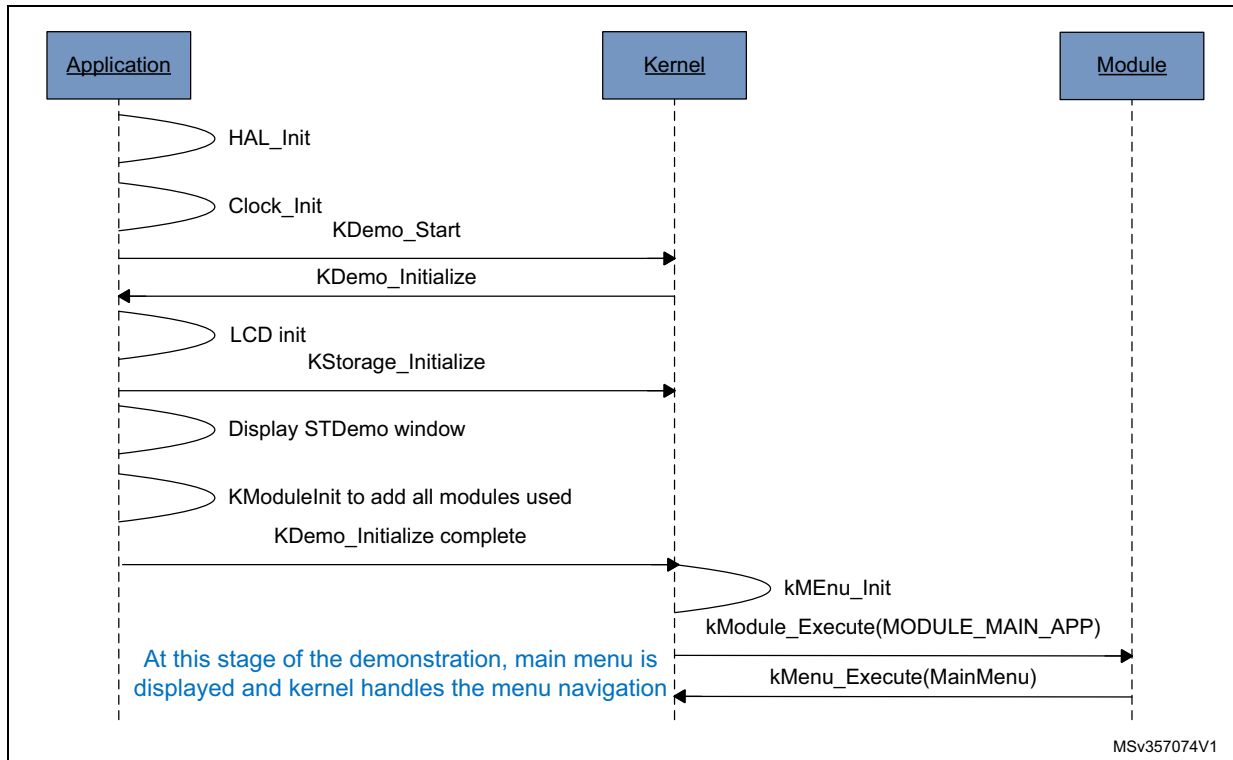 Application
Kernel
Module
HAL_Init
Clock_Init
KDemo_Start
KDemo_Initialize
LCD init
KStorage_Initialize
Display STDemo window
KModuleInit to add all modules used
KDemo_Initialize complete
kMEnu_Init
kModule_Execute(MODULE_MAIN_APP)
At this stage of the demonstration, main menu is
displayed and kernel handles the menu navigation
kMenu_Execute(MainMenu)
MSv357074V1